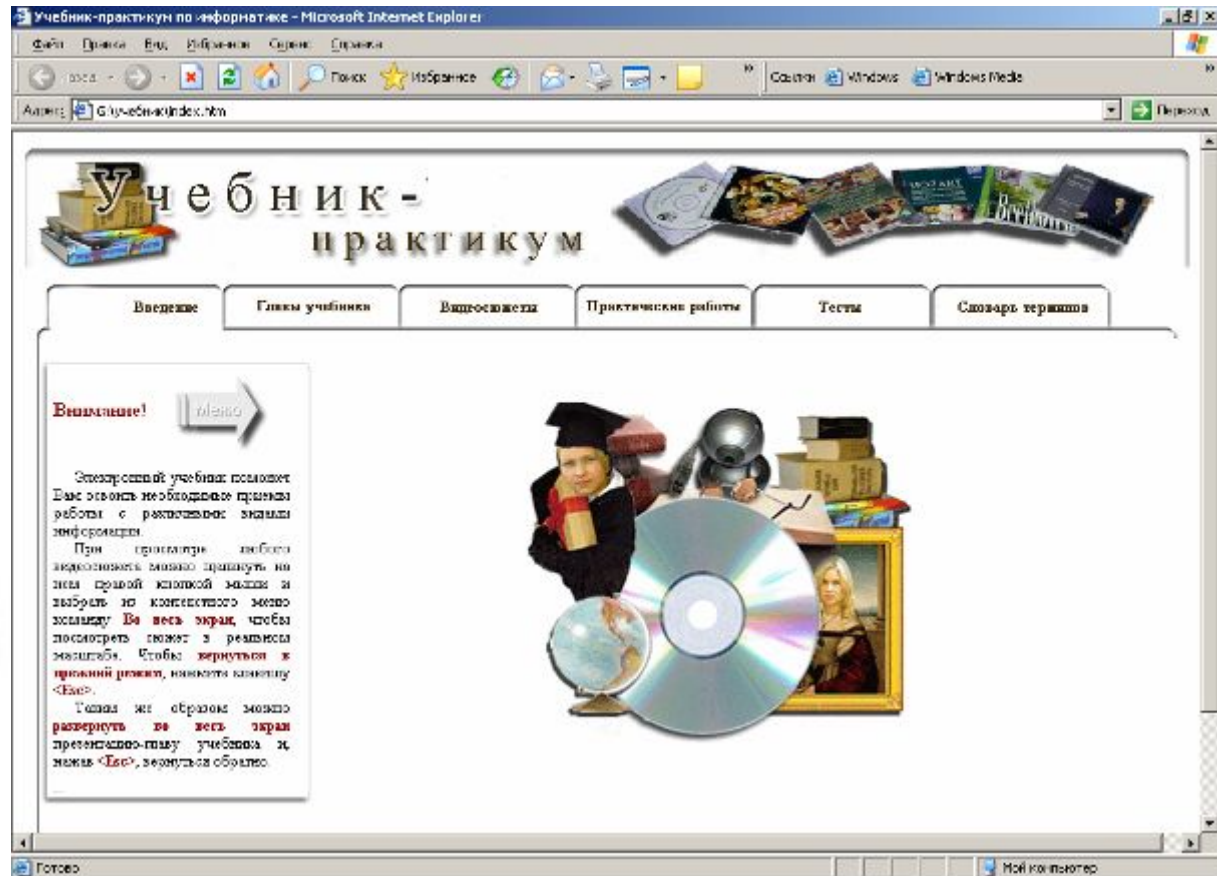 Учебник-практикум по информатике - Microsoft Internet Explorer
Файл Правка Вид Избранное Сервис Справка
Назад Поиск Избранное Ссылки Windows Windows Media
Адрес: G:\учебник\index.htm Переход
Учебник-
практикум
MOZART
Введение Главы учебника Видеосюжеты Практические работы Тесты Словарь терминов
Внимание! Меню
Электронный учебник поможет
Вам освоить необходимые приемы
работы с различными видами
информации.
При просмотре любого
видеосюжета можно щелкнуть на
нем правой кнопкой мыши и
выбрать из контекстного меню
команду Во весь экран, чтобы
посмотреть сюжет в реальном
масштабе. Чтобы вернуться в
прежний режим, нажмите клавишу
<Esc>.
Таким же образом можно
развернуть во весь экран
презентацию-главу учебника и,
нажав <Esc>, вернуться обратно.
Готово Мой компьютер